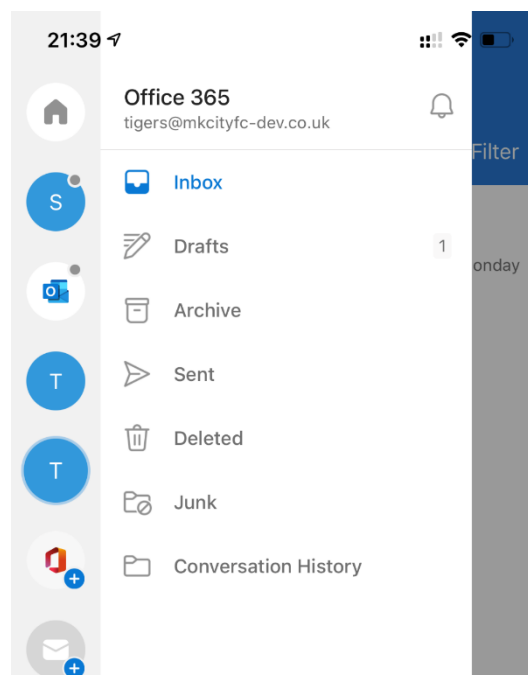 21:39
Office 365
tigers@mkcityfc-dev.co.uk
Filter
S
Inbox
Drafts 1
onday
Archive
T
Sent
Deleted
T
Junk
Conversation History